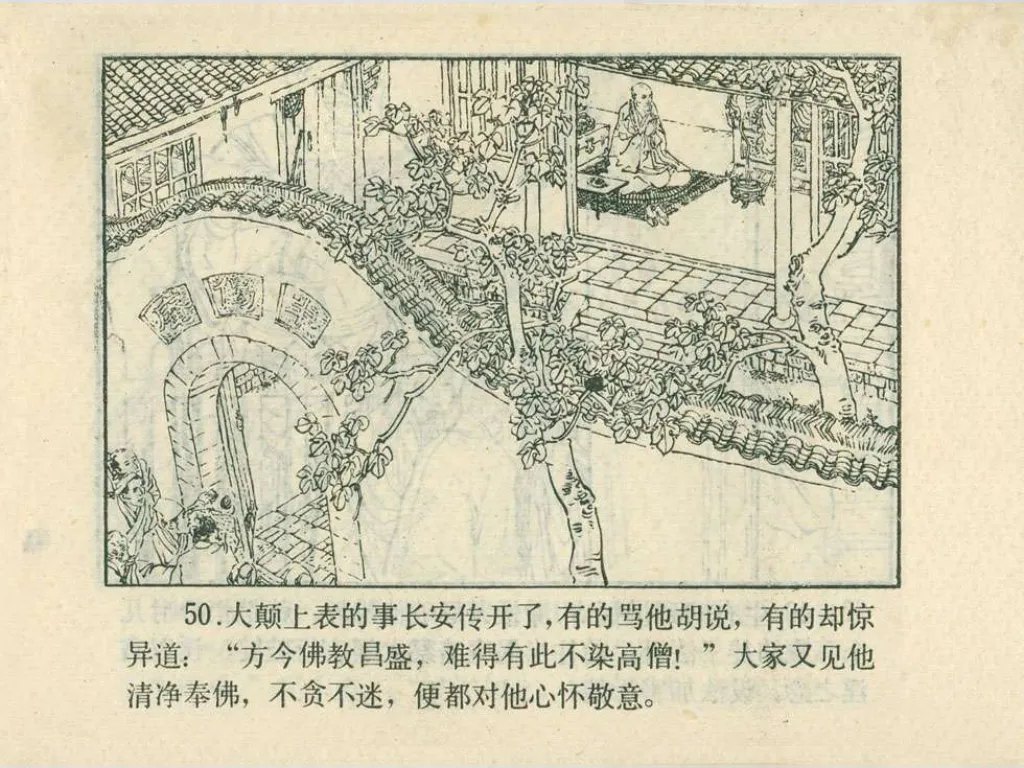 50.大颠上表的事长安传开了，有的骂他胡说，有的却惊
异道：“方今佛教昌盛，难得有此不染高僧！”大家又见他
清净奉佛，不贪不迷，便都对他心怀敬意。